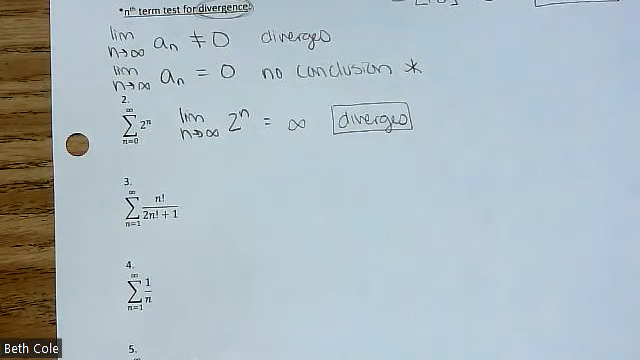 *nth term test for divergence*
lim n→∞ an ≠ 0 diverges
lim n→∞ an = 0 no conclusion *
2.
∞ ∑ n=0 2ⁿ lim n→∞ 2ⁿ = ∞ diverges
3.
∞ ∑ n=1 n! / 2n! + 1
4.
∞ ∑ n=1 1/n
5.
Beth Cole